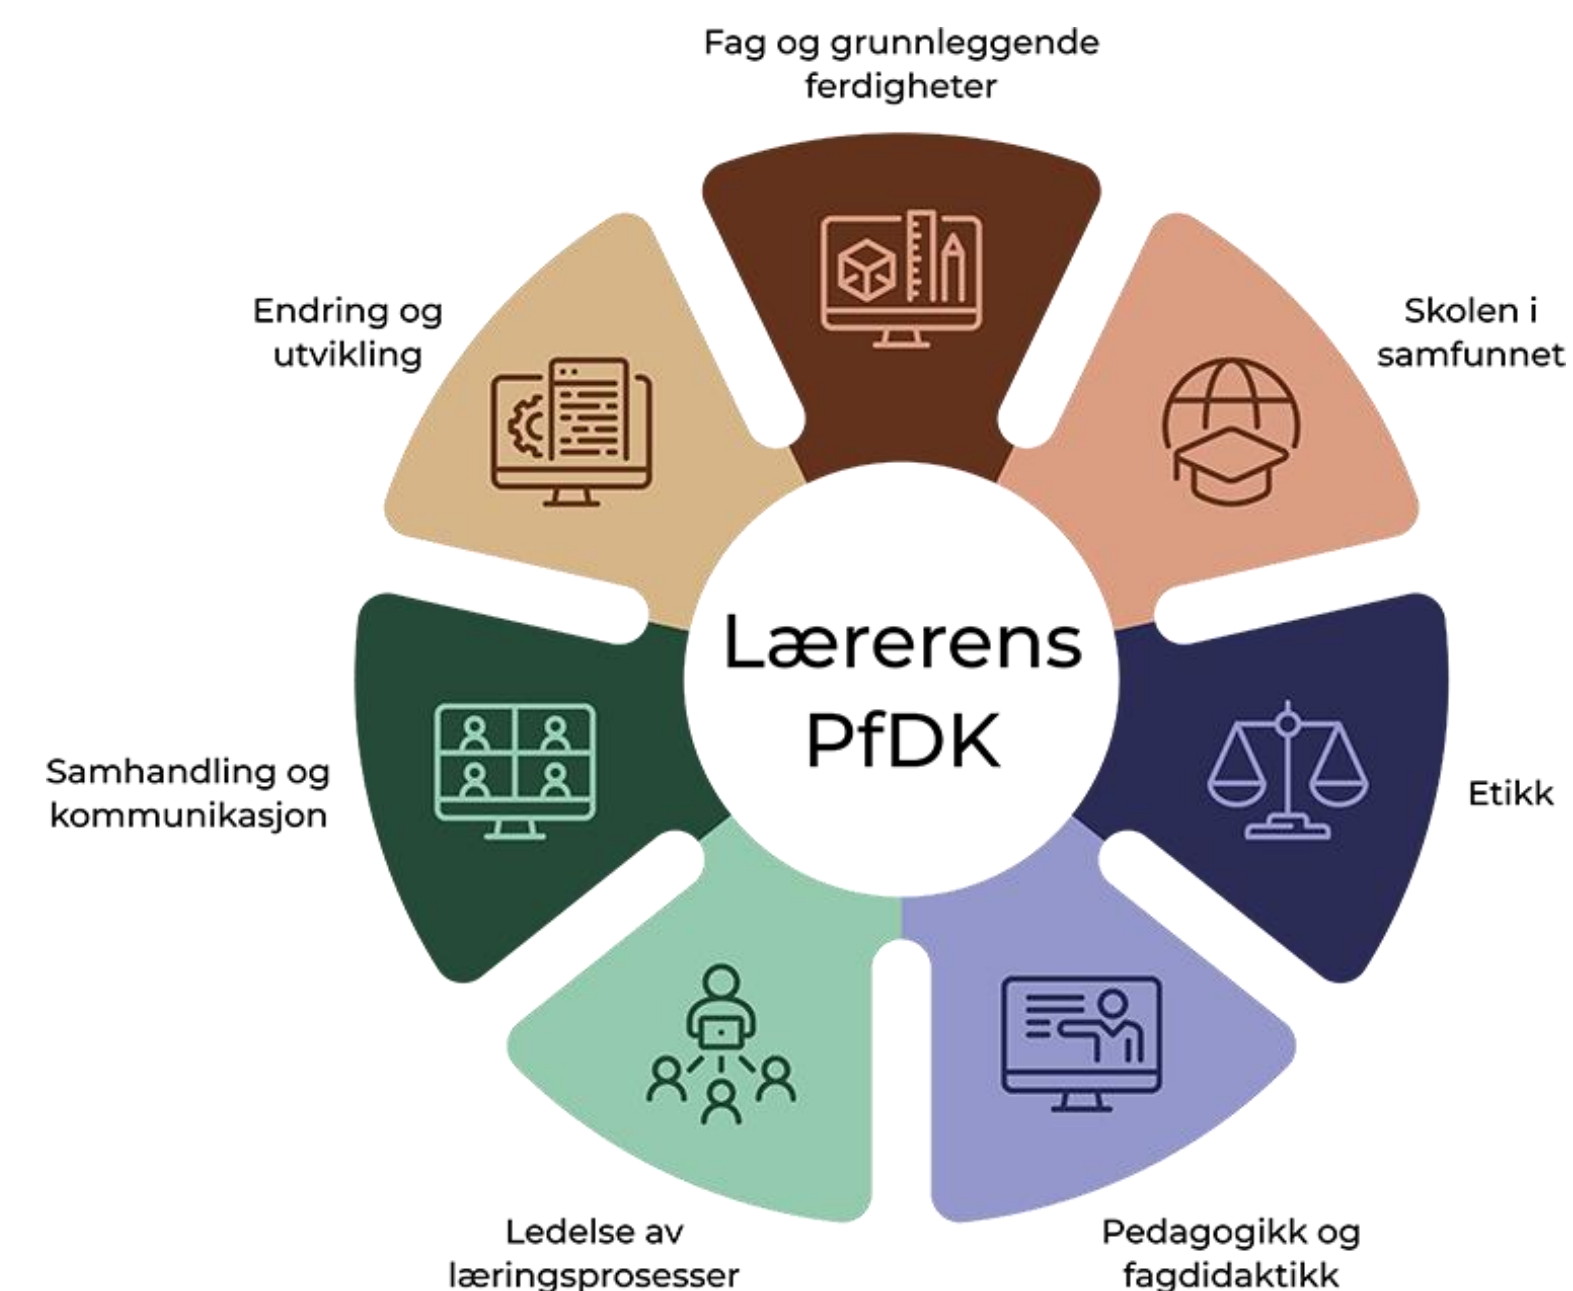 Fag og grunnleggende
ferdigheter
Skolen i
samfunnet
Etikk
Pedagogikk og
fagdidaktikk
Ledelse av
læringsprosesser
Samhandling og
kommunikasjon
Endring og
utvikling
Lærerens
PfDK